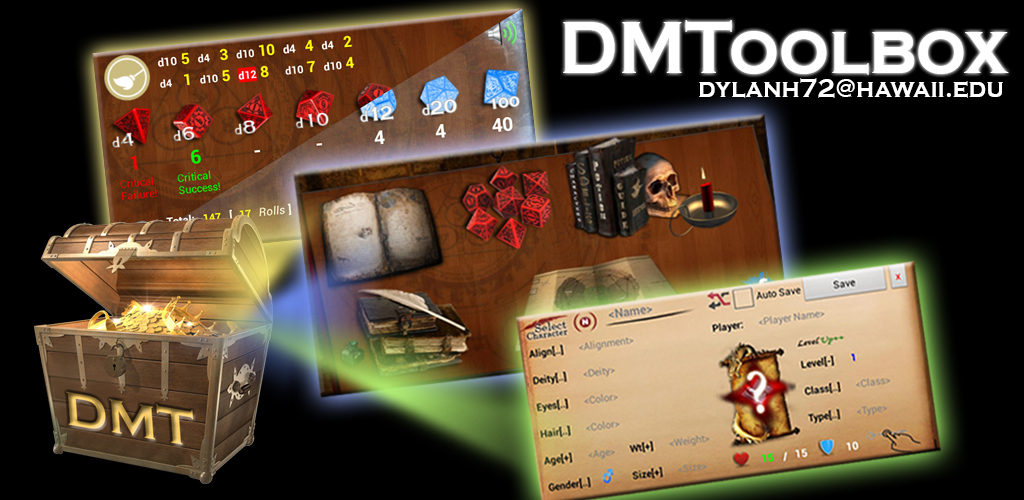 DMToolbox
dylanh72@hawaii.edu
d10 5 d4 3 d10 10 d4 4 d4 2
d4 1 d10 5 d12 8 d10 7 d10 4
d4 d6 d8 d10 d12 d20 100
1 6 - - 4 4 40
Critical Failure!
Critical Success!
Total: 147 [ 17 Rolls ]
DMT
Select Character
N
<Name>
Auto Save
Save
x
Player: <Player Name>
Align[..] <Alignment>
Level Up++
Deity[..] <Deity>
Level[-] 1
Eyes[..] <Color>
Class[..] <Class>
Hair[..] <Color>
Type[..] <Type>
Age[+] <Age> Wt[+] <Weight>
Gender[..] Size[+] <Size>
?
15 / 15 10